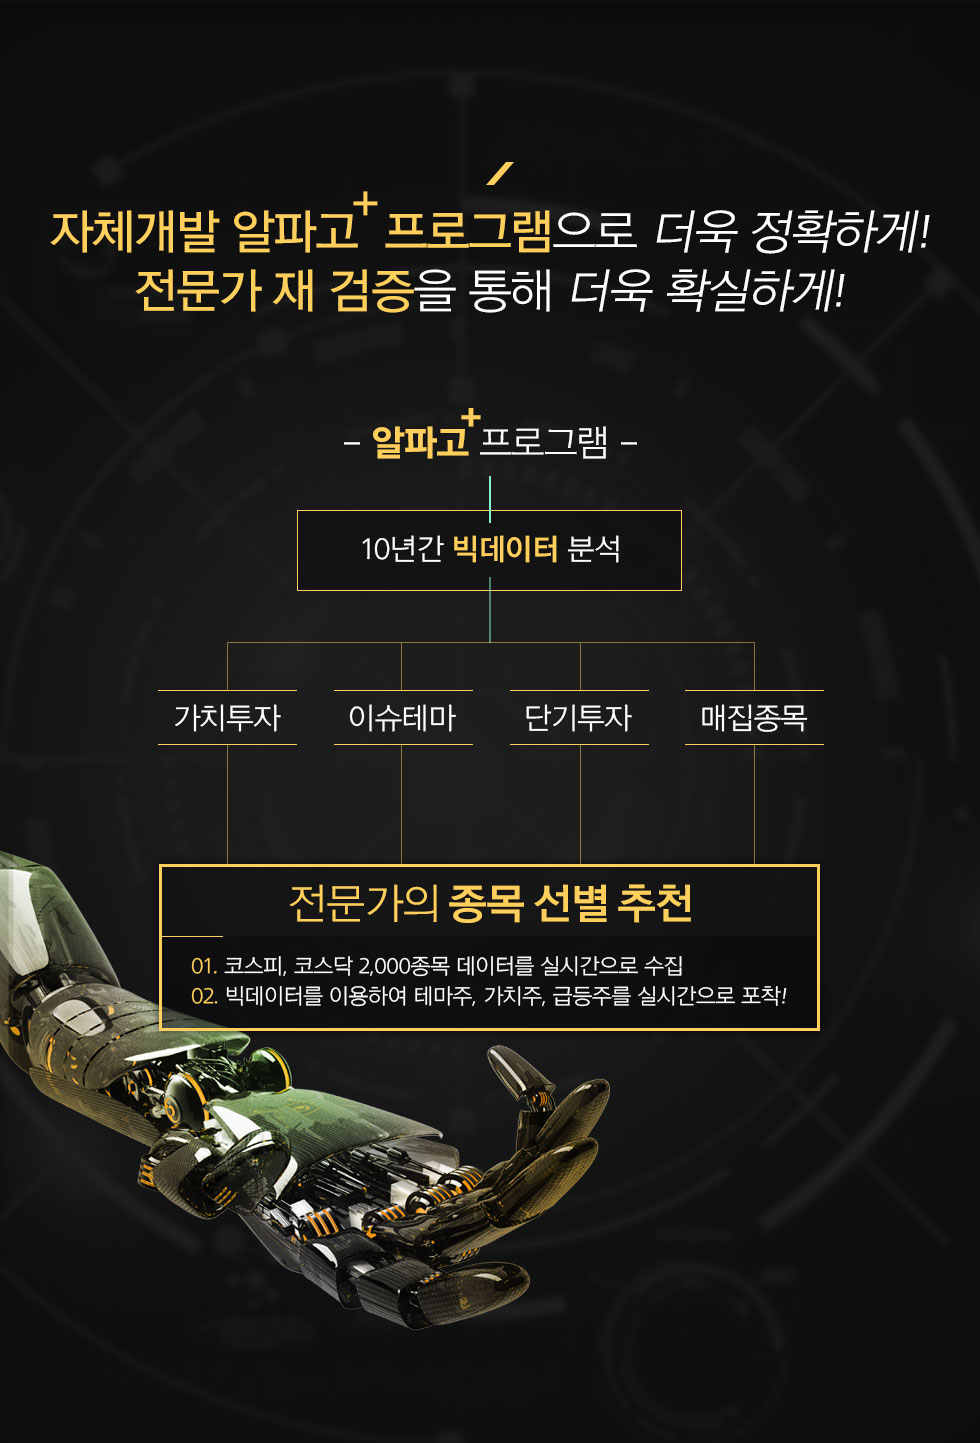 자체개발 알파고+ 프로그램으로 더욱 정확하게!
전문가 재 검증을 통해 더욱 확실하게!
– 알파고+ 프로그램 –
10년간 빅데이터 분석
가치투자 이슈테마 단기투자 매집종목
전문가의 종목 선별 추천
01. 코스피, 코스닥 2,000종목 데이터를 실시간으로 수집
02. 빅데이터를 이용하여 테마주, 가치주, 급등주를 실시간으로 포착!